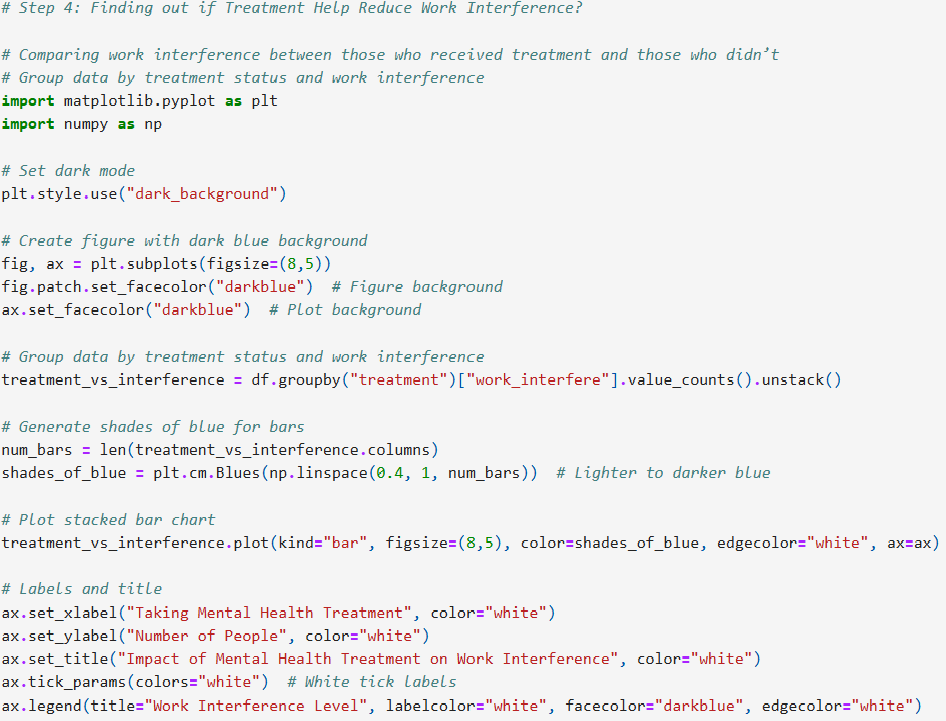 # Step 4: Finding out if Treatment Help Reduce Work Interference?
# Comparing work interference between those who received treatment and those who didn’t
# Group data by treatment status and work interference
import matplotlib.pyplot as plt
import numpy as np
# Set dark mode
plt.style.use("dark_background")
# Create figure with dark blue background
fig, ax = plt.subplots(figsize=(8,5))
fig.patch.set_facecolor("darkblue")  # Figure background
ax.set_facecolor("darkblue")  # Plot background
# Group data by treatment status and work interference
treatment_vs_interference = df.groupby("treatment")["work_interfere"].value_counts().unstack()
# Generate shades of blue for bars
num_bars = len(treatment_vs_interference.columns)
shades_of_blue = plt.cm.Blues(np.linspace(0.4, 1, num_bars))  # Lighter to darker blue
# Plot stacked bar chart
treatment_vs_interference.plot(kind="bar", figsize=(8,5), color=shades_of_blue, edgecolor="white", ax=ax)
# Labels and title
ax.set_xlabel("Taking Mental Health Treatment", color="white")
ax.set_ylabel("Number of People", color="white")
ax.set_title("Impact of Mental Health Treatment on Work Interference", color="white")
ax.tick_params(colors="white")  # White tick labels
ax.legend(title="Work Interference Level", labelcolor="white", facecolor="darkblue", edgecolor="white")